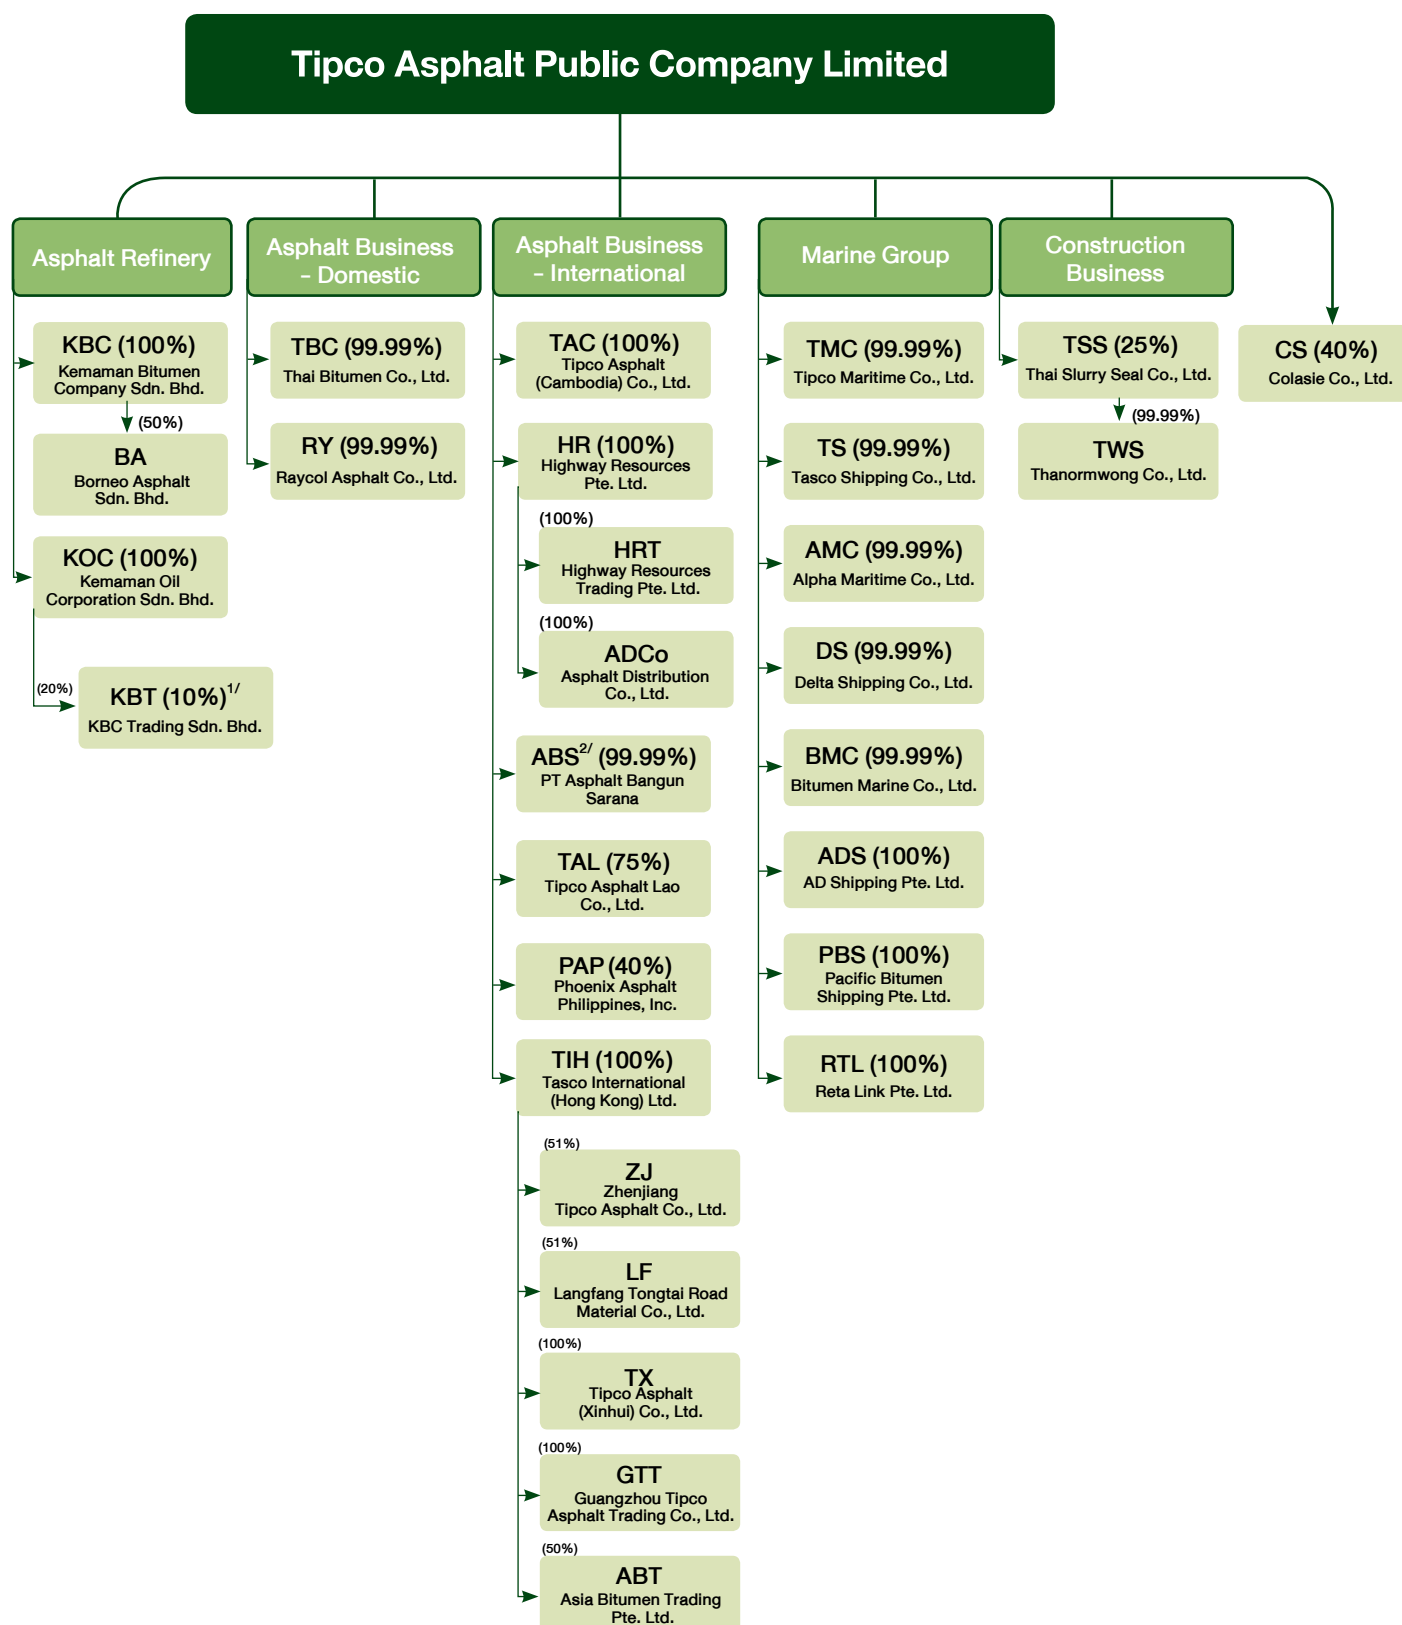 Tipco Asphalt Public Company Limited
Asphalt Refinery
KBC (100%)
Kemaman Bitumen
Company Sdn. Bhd.
(50%)
BA
Borneo Asphalt
Sdn. Bhd.
KOC (100%)
Kemaman Oil
Corporation Sdn. Bhd.
(20%)
KBT (10%)1/
KBC Trading Sdn. Bhd.
Asphalt Business
– Domestic
TBC (99.99%)
Thai Bitumen Co., Ltd.
RY (99.99%)
Raycol Asphalt Co., Ltd.
Asphalt Business
– International
TAC (100%)
Tipco Asphalt
(Cambodia) Co., Ltd.
HR (100%)
Highway Resources
Pte. Ltd.
(100%)
HRT
Highway Resources
Trading Pte. Ltd.
(100%)
ADCo
Asphalt Distribution
Co., Ltd.
ABS2/ (99.99%)
PT Asphalt Bangun
Sarana
TAL (75%)
Tipco Asphalt Lao
Co., Ltd.
PAP (40%)
Phoenix Asphalt
Philippines, Inc.
TIH (100%)
Tasco International
(Hong Kong) Ltd.
(51%)
ZJ
Zhenjiang
Tipco Asphalt Co., Ltd.
(51%)
LF
Langfang Tongtai Road
Material Co., Ltd.
(100%)
TX
Tipco Asphalt
(Xinhui) Co., Ltd.
(100%)
GTT
Guangzhou Tipco
Asphalt Trading Co., Ltd.
(50%)
ABT
Asia Bitumen Trading
Pte. Ltd.
Marine Group
TMC (99.99%)
Tipco Maritime Co., Ltd.
TS (99.99%)
Tasco Shipping Co., Ltd.
AMC (99.99%)
Alpha Maritime Co., Ltd.
DS (99.99%)
Delta Shipping Co., Ltd.
BMC (99.99%)
Bitumen Marine Co., Ltd.
ADS (100%)
AD Shipping Pte. Ltd.
PBS (100%)
Pacific Bitumen
Shipping Pte. Ltd.
RTL (100%)
Reta Link Pte. Ltd.
Construction
Business
TSS (25%)
Thai Slurry Seal Co., Ltd.
(99.99%)
TWS
Thanormwong Co., Ltd.
CS (40%)
Colasie Co., Ltd.